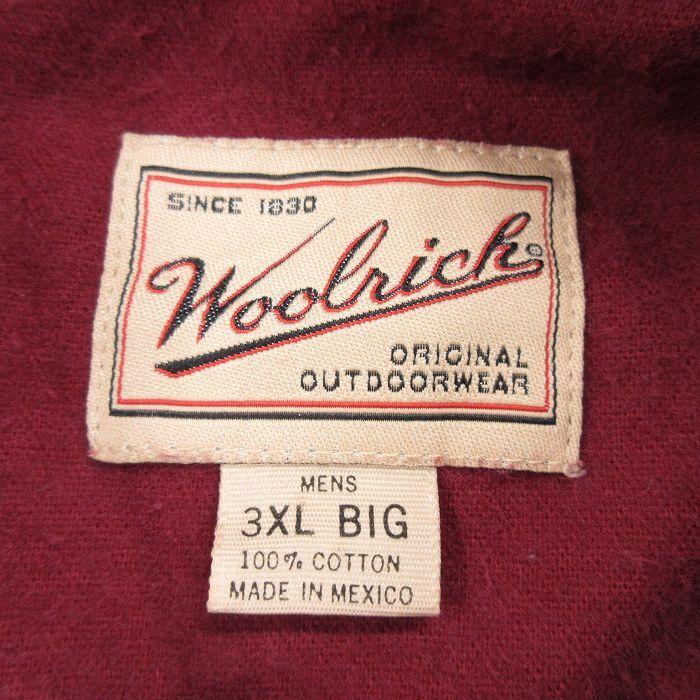 SINCE 1830
Woolrich®
ORIGINAL
OUTDOORWEAR
MENS
3XL BIG
100% COTTON
MADE IN MEXICO